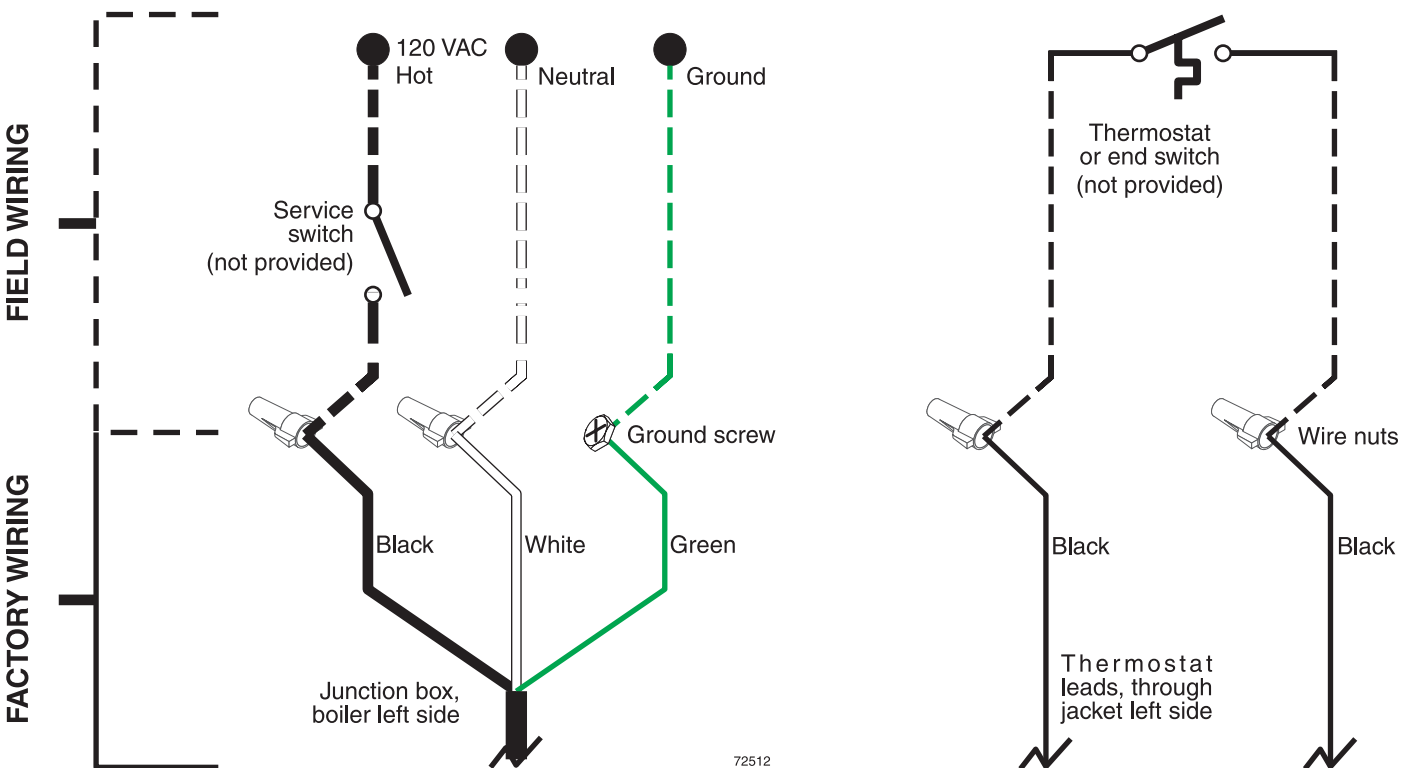 FIELD WIRING
FACTORY WIRING
120 VAC
Hot
Neutral
Ground
Service
switch
(not provided)
Ground screw
Black
White
Green
Junction box,
boiler left side
72512
Thermostat
or end switch
(not provided)
Wire nuts
Black
Black
Thermostat
leads, through
jacket left side